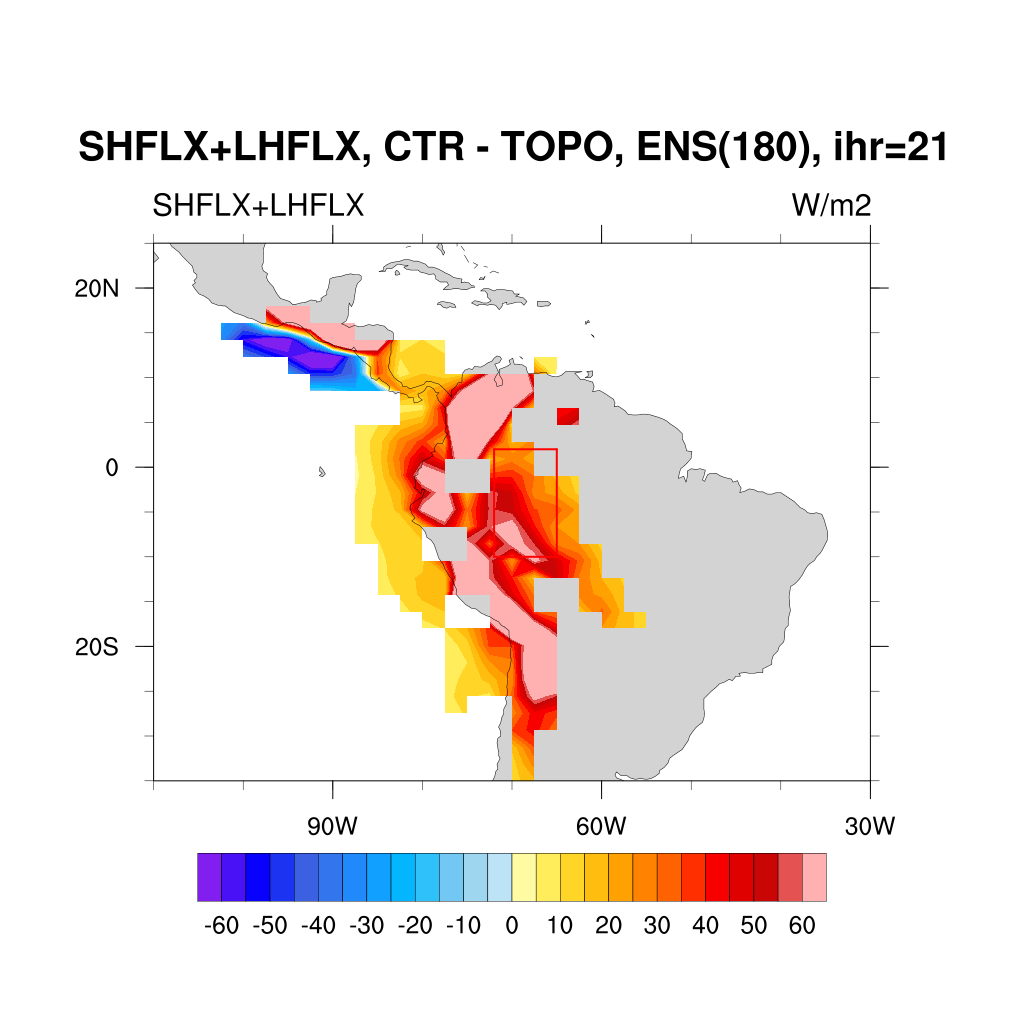 SHFLX+LHFLX, CTR - TOPO, ENS(180), ihr=21
SHFLX+LHFLX W/m2
20N
0
20S
90W 60W 30W
-60 -50 -40 -30 -20 -10 0 10 20 30 40 50 60